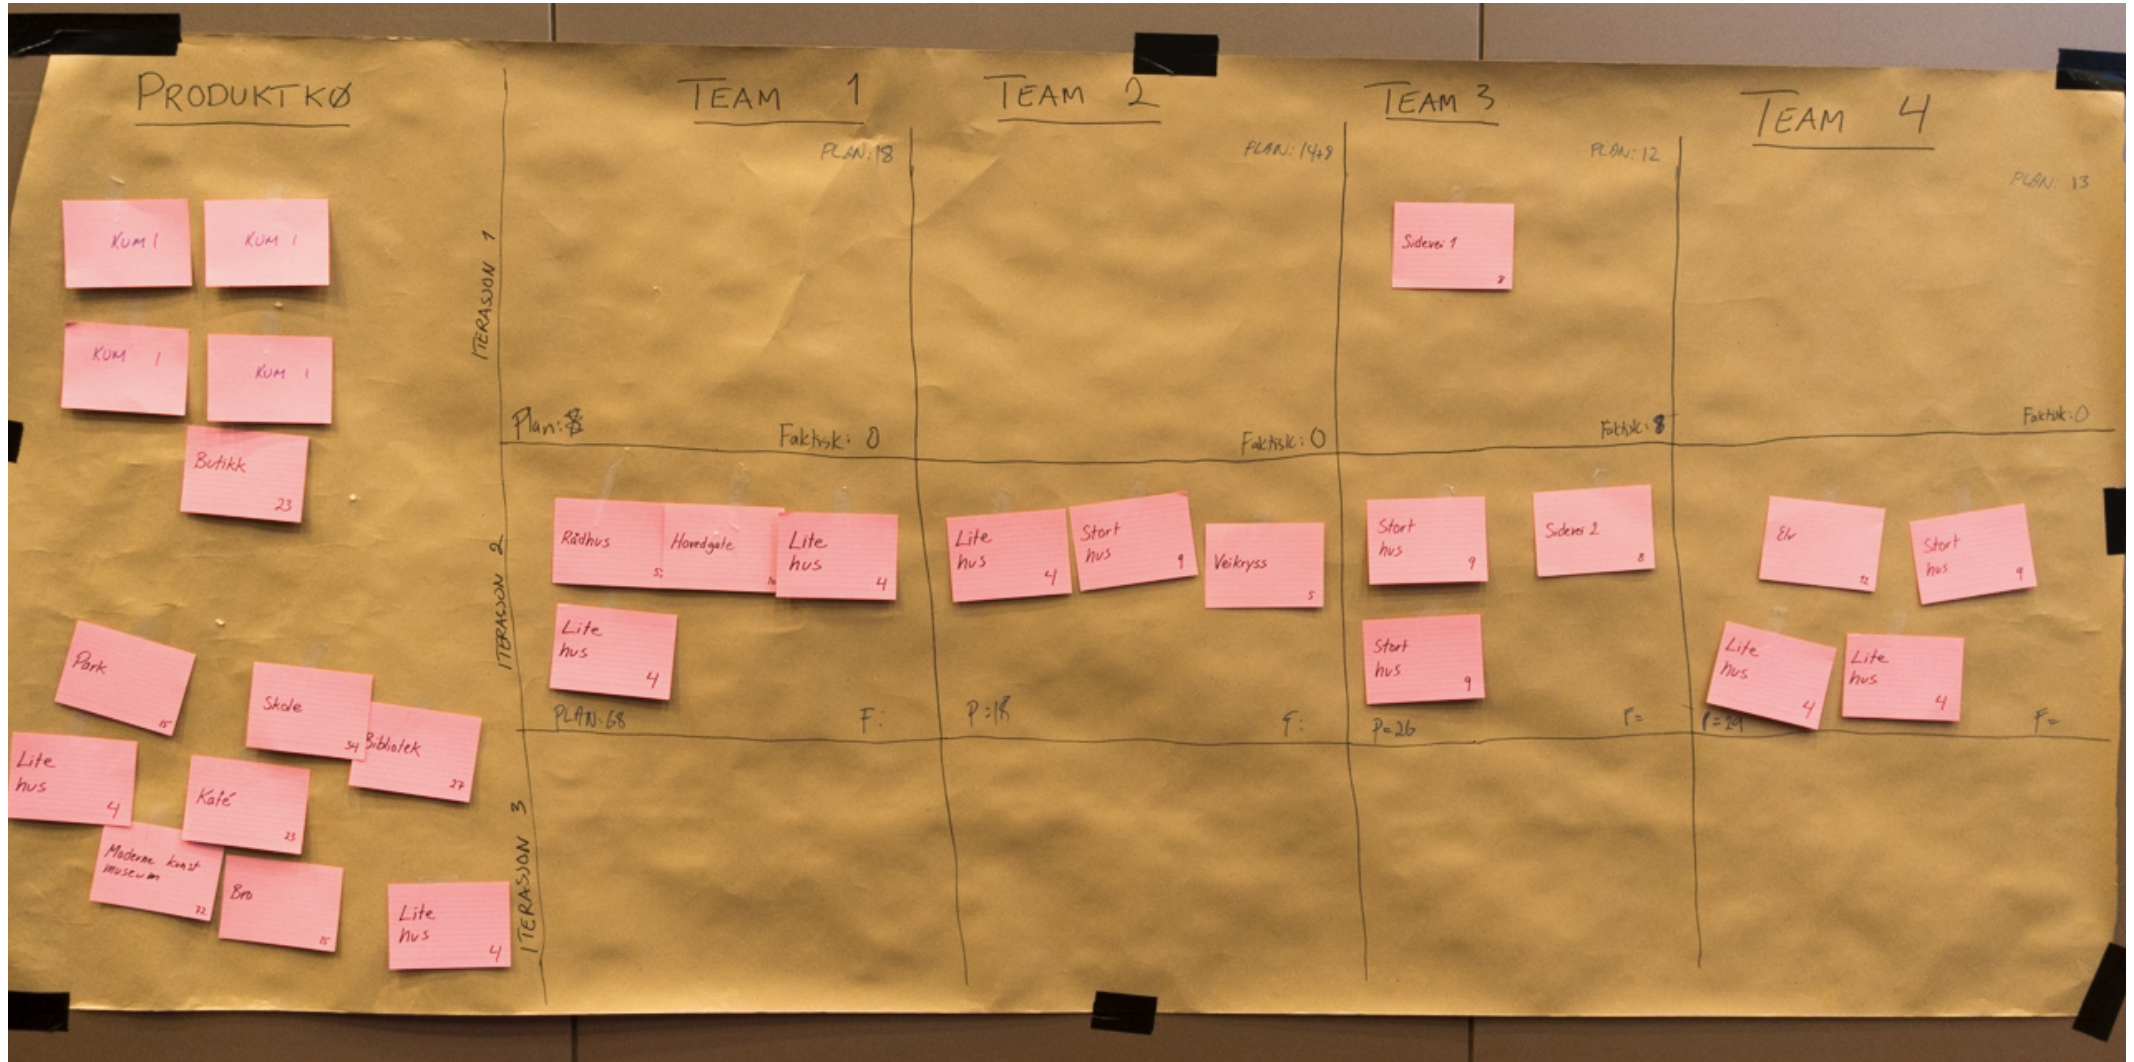 PRODUKTKØ
KUM 1
KUM 1
KUM 1
KUM 1
Butikk
23
Park
15
Skole
34
Bibliotek
27
Lite
hus
4
Kafé
23
Moderne kunst
museum
Bro
15
Lite
hus
4
ITERASJON 1
ITERASJON 2
ITERASJON 3
TEAM 1
PLAN: 18
Plan:
Faktisk: 0
Rådhus
Hovedgate
Lite
hus
4
Lite
hus
4
PLAN: 68
F:
TEAM 2
PLAN: 14+9
Faktisk: 0
Lite
hus
4
Stort
hus
9
Veikryss
5
P=18
F:
TEAM 3
PLAN: 12
Sidevei 1
8
Faktisk: 8
Stort
hus
9
Sidevei 2
8
Stort
hus
9
P=26
F=
TEAM 4
PLAN: 13
Faktisk: 0
Elv
12
Stort
hus
9
Lite
hus
4
Lite
hus
4
P=29
F=